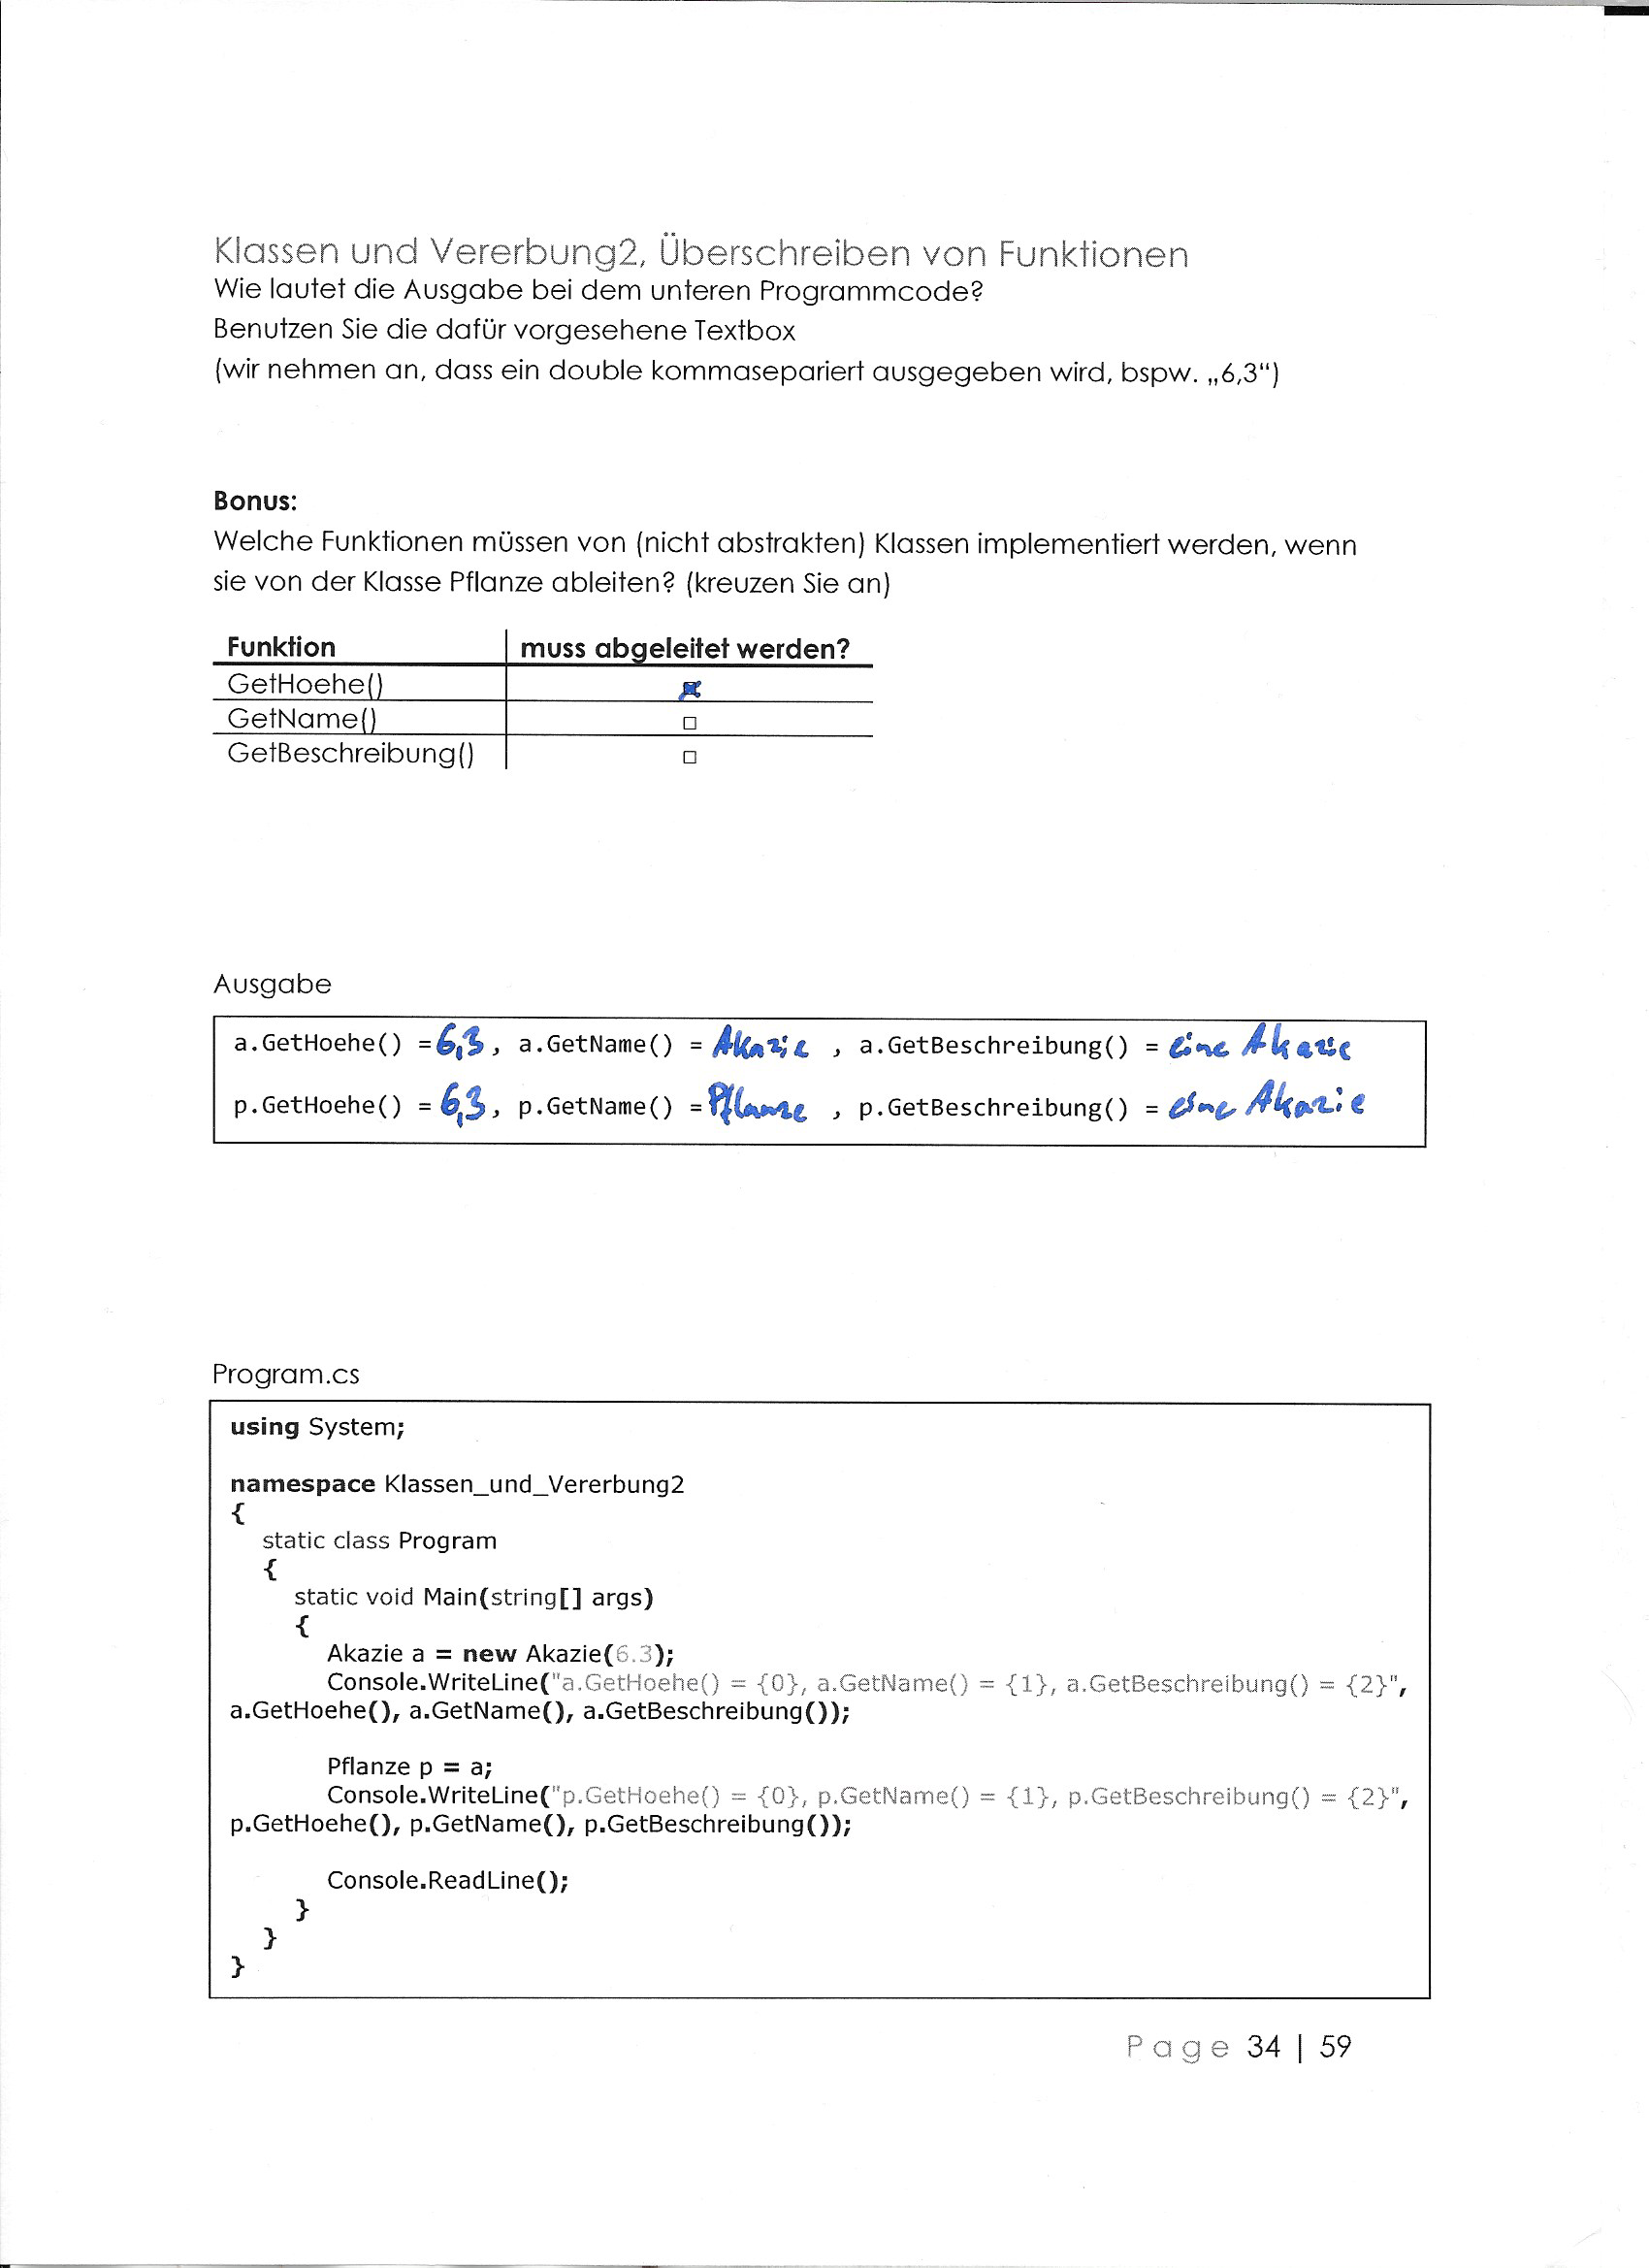 Klassen und Vererbung2, Überschreiben von Funktionen
Wie lautet die Ausgabe bei dem unteren Programmcode?
Benutzen Sie die dafür vorgesehene Textbox
(wir nehmen an, dass ein double kommasepariert ausgegeben wird, bspw. „6,3“)
Bonus:
Welche Funktionen müssen von (nicht abstrakten) Klassen implementiert werden, wenn
sie von der Klasse Pflanze ableiten? (kreuzen Sie an)
Funktion muss abgeleitet werden?
GetHoehe() ☒
GetName() □
GetBeschreibung() □
Ausgabe
a.GetHoehe() = 6,3, a.GetName() = Akazie , a.GetBeschreibung() = eine Akazie
p.GetHoehe() = 6,3, p.GetName() = Pflanze , p.GetBeschreibung() = eine Akazie
Program.cs
using System;
namespace Klassen_und_Vererbung2
{
static class Program
{
static void Main(string[] args)
{
Akazie a = new Akazie(6.3);
Console.WriteLine("a.GetHoehe() = {0}, a.GetName() = {1}, a.GetBeschreibung() = {2}",
a.GetHoehe(), a.GetName(), a.GetBeschreibung());
Pflanze p = a;
Console.WriteLine("p.GetHoehe() = {0}, p.GetName() = {1}, p.GetBeschreibung() = {2}",
p.GetHoehe(), p.GetName(), p.GetBeschreibung());
Console.ReadLine();
}
}
}
Page 34 | 59